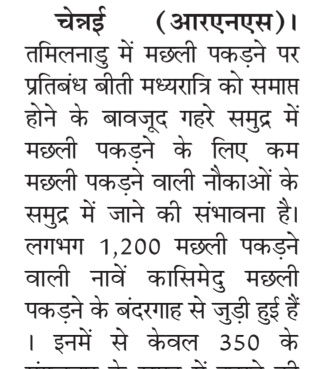 चेन्नई (आरएनएस)।
तमिलनाडु में मछली पकड़ने पर
प्रतिबंध बीती मध्यरात्रि को समाप्त
होने के बावजूद गहरे समुद्र में
मछली पकड़ने के लिए कम
मछली पकड़ने वाली नौकाओं के
समुद्र में जाने की संभावना है।
लगभग 1,200 मछली पकड़ने
वाली नावें कासिमेदु मछली
पकड़ने के बंदरगाह से जुड़ी हुई हैं
। इनमें से केवल 350 के